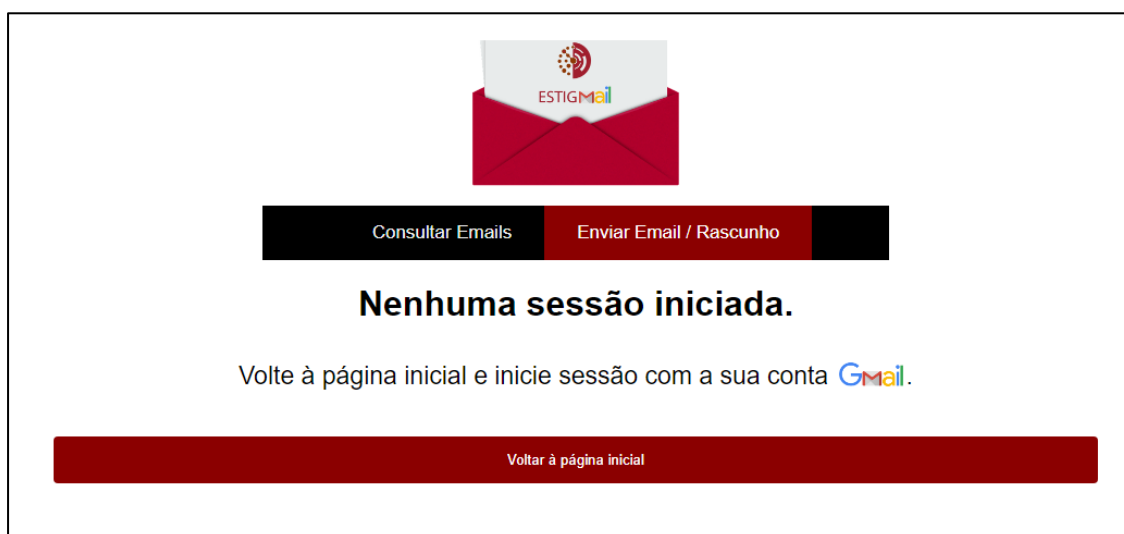 ESTIGMail
Consultar Emails Enviar Email / Rascunho
Nenhuma sessão iniciada.
Volte à página inicial e inicie sessão com a sua conta GMail.
Voltar à página inicial